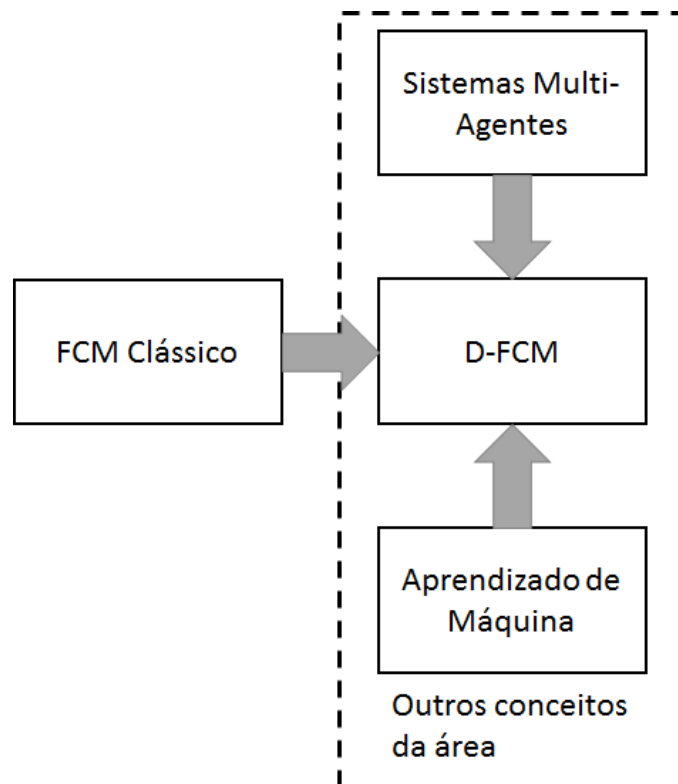 Sistemas Multi-
Agentes
FCM Clássico
D-FCM
Aprendizado de
Máquina
Outros conceitos
da área